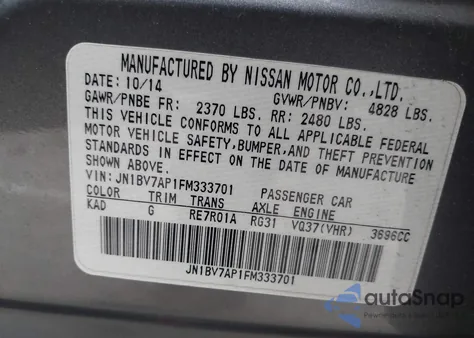 MANUFACTURED BY NISSAN MOTOR CO.,LTD.
DATE: 10/14 GVWR/PNBV: 4828 LBS.
GAWR/PNBE FR: 2370 LBS. RR: 2480 LBS.
THIS VEHICLE CONFORMS TO ALL APPLICABLE FEDERAL
MOTOR VEHICLE SAFETY,BUMPER,AND THEFT PREVENTION
STANDARDS IN EFFECT ON THE DATE OF MANUFACTURE
SHOWN ABOVE.
VIN: JN1BV7AP1FM333701 PASSENGER CAR
COLOR TRIM TRANS AXLE ENGINE
KAD G RE7R01A RG31 VQ37(VHR) 3696CC
JN1BV7AP1FM333701
autoSnap